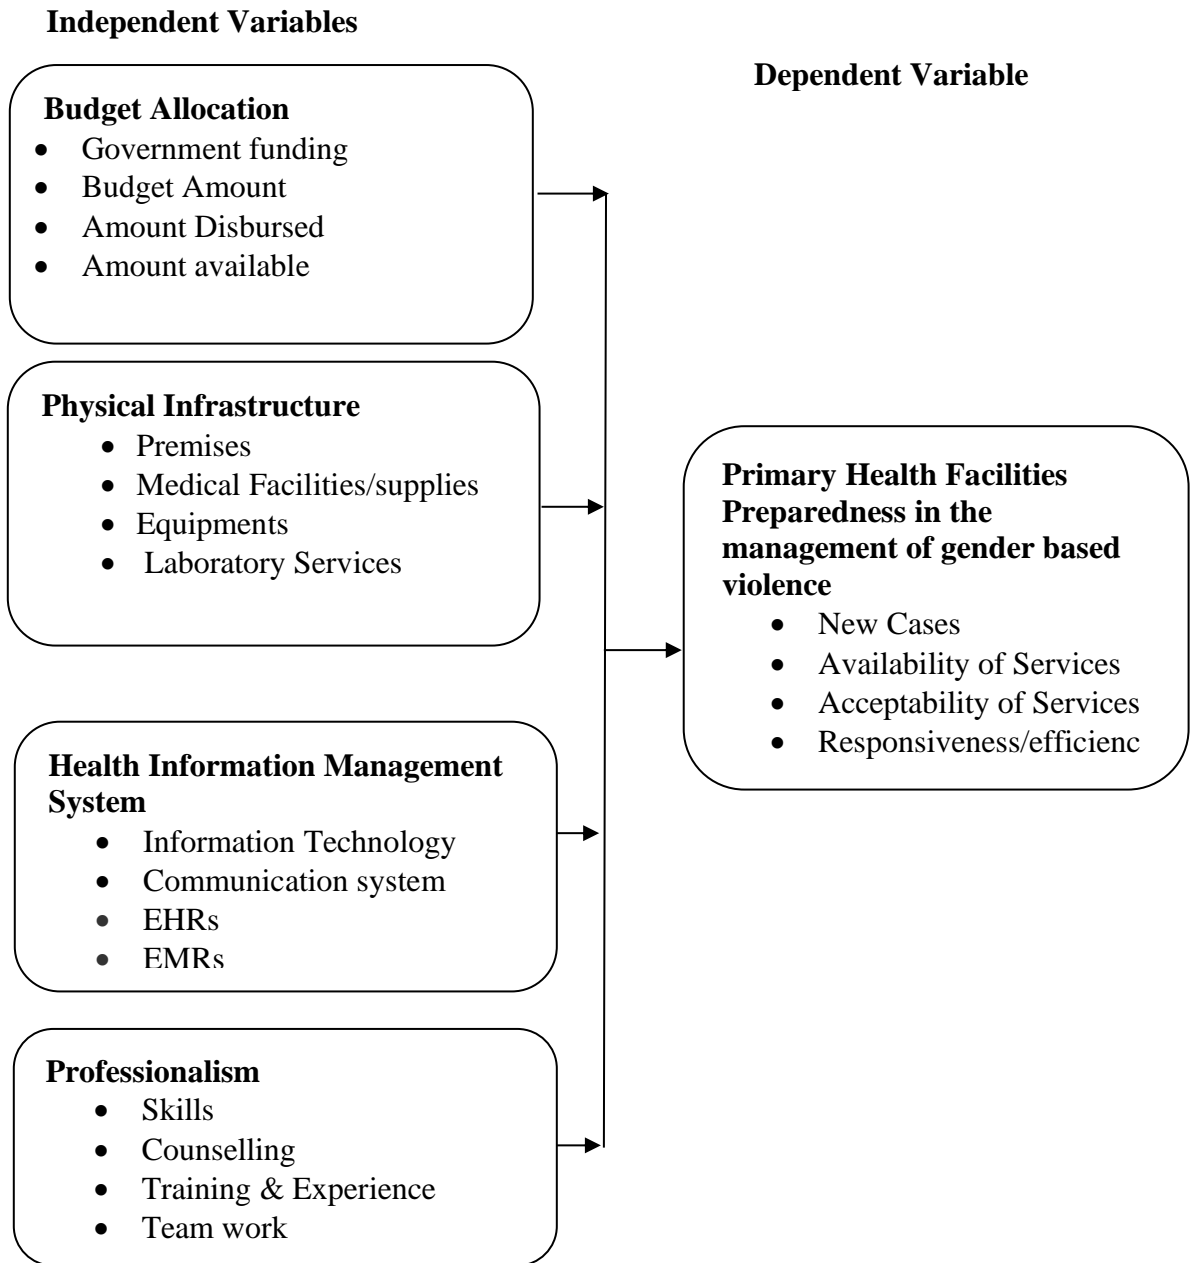 Independent Variables
Dependent Variable
Budget Allocation
• Government funding
• Budget Amount
• Amount Disbursed
• Amount available
Physical Infrastructure
• Premises
• Medical Facilities/supplies
• Equipments
• Laboratory Services
Health Information Management
System
• Information Technology
• Communication system
• EHRs
• EMRs
Professionalism
• Skills
• Counselling
• Training & Experience
• Team work
Primary Health Facilities
Preparedness in the
management of gender based
violence
• New Cases
• Availability of Services
• Acceptability of Services
• Responsiveness/efficienc